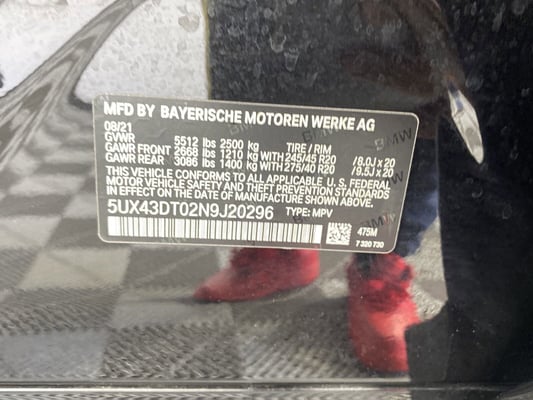 MFD BY BAYERISCHE MOTOREN WERKE AG
08/21
GVWR 5512 lbs 2500 kg TIRE / RIM
GAWR FRONT 2668 lbs 1210 kg WITH 245/45 R20 /8.0J x 20
GAWR REAR 3086 lbs 1400 kg WITH 275/40 R20 /9.5J x 20
THIS VEHICLE CONFORMS TO ALL APPLICABLE U. S. FEDERAL
MOTOR VEHICLE SAFETY AND THEFT PREVENTION STANDARDS
IN EFFECT ON THE DATE OF MANUFACTURE SHOWN ABOVE.
5UX43DT02N9J20296 TYPE: MPV
475M
7 320 730